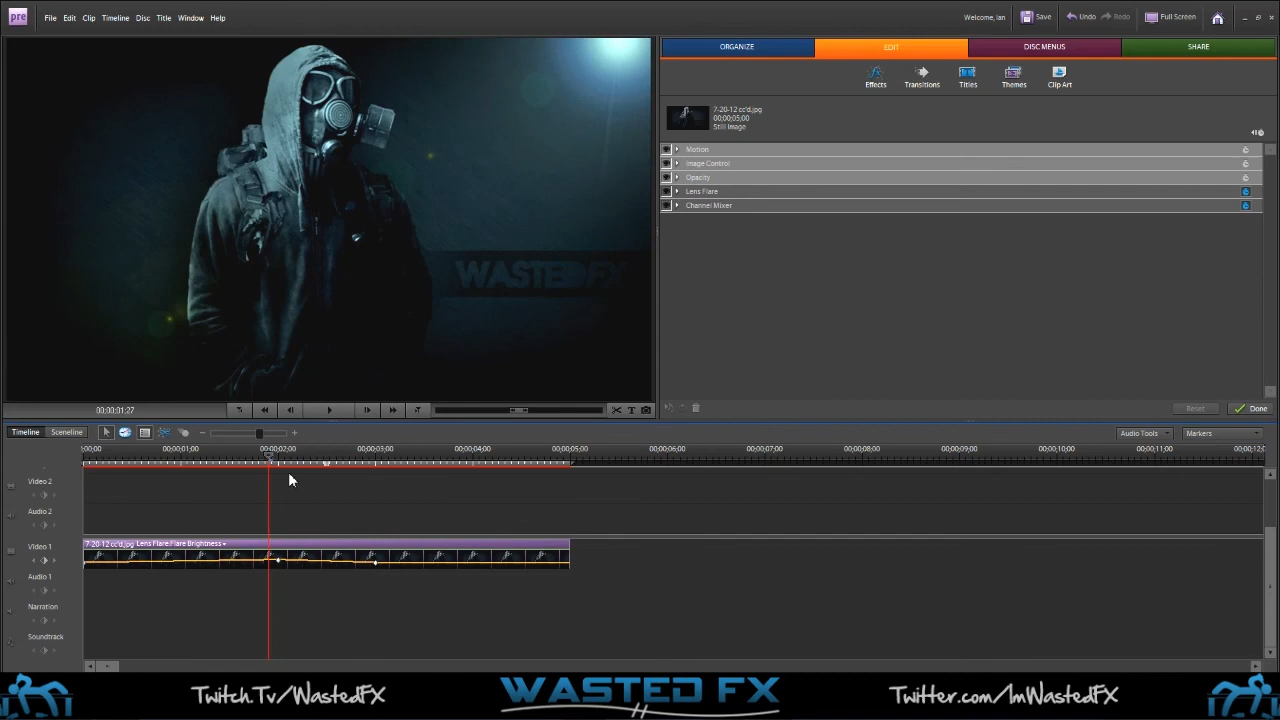 pre File Edit Clip Timeline Disc Title Window Help Welcome, Ian Save Undo Redo Full Screen
ORGANIZE EDIT DISC MENUS SHARE
Effects Transitions Titles Themes Clip Art
7-20-12 cc'd.jpg
00;00;05;00
Still Image
Motion
Image Control
Opacity
Lens Flare
Channel Mixer
WASTEDFX
00;00;01;27
T
Reset Done
Timeline Sceneline Audio Tools Markers
;00;00 00;00;01;00 00;00;02;00 00;00;03;00 00;00;04;00 00;00;05;00 00;00;06;00 00;00;07;00 00;00;08;00 00;00;09;00 00;00;10;00 00;00;11;00 00;00;12;0
Video 2
Audio 2
Video 1
7-20-12 cc'd.jpg Lens Flare:Flare Brightness
Audio 1
Narration
Soundtrack
Twitch.Tv/WastedFX WASTED FX Twitter.com/ImWastedFX